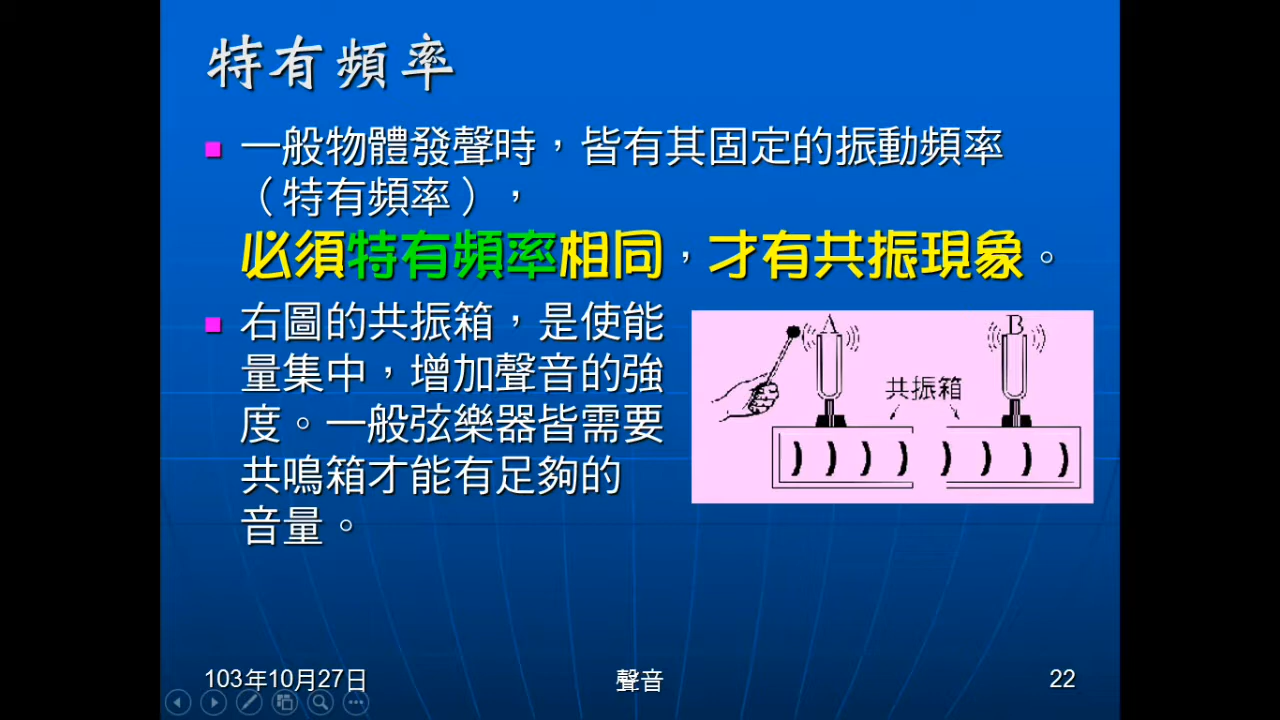 特有頻率
一般物體發聲時，皆有其固定的振動頻率
（特有頻率），
必須特有頻率相同，才有共振現象。
右圖的共振箱，是使能
量集中，增加聲音的強
度。一般弦樂器皆需要
共鳴箱才能有足夠的
音量。
A
B
共振箱
103年10月27日
聲音
22